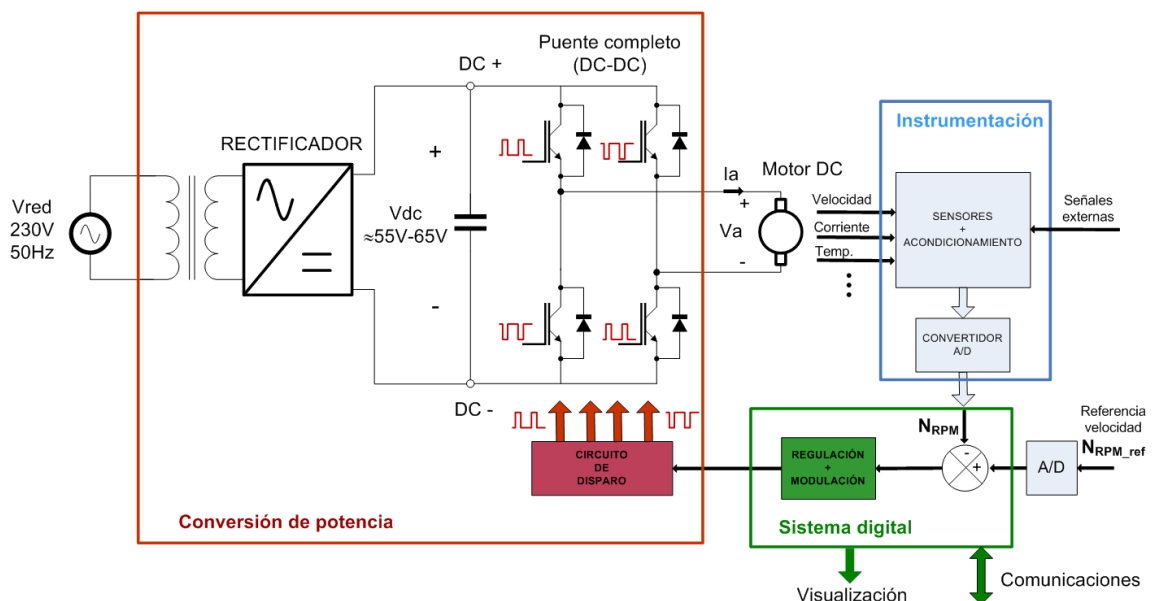 Puente completo
(DC-DC)
DC +
RECTIFICADOR
Instrumentación
Vred
230V
50Hz
+
Vdc
≈55V-65V
-
Ia
Motor DC
+
Va
-
Velocidad
Corriente
Temp.
SENSORES
+
ACONDICIONAMIENTO
Señales
externas
CONVERTIDOR
A/D
DC -
CIRCUITO
DE
DISPARO
REGULACIÓN
+
MODULACIÓN
NRPM
-
+
A/D
Referencia
velocidad
NRPM_ref
Conversión de potencia
Sistema digital
Visualización
Comunicaciones